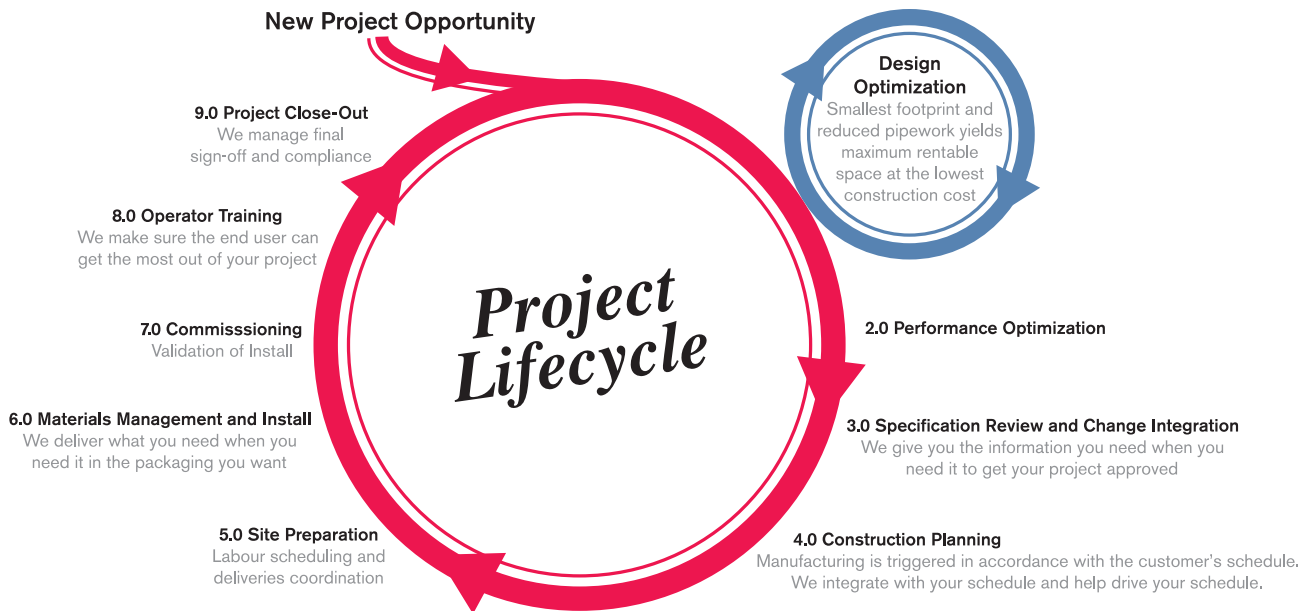 New Project Opportunity
Design
Optimization
Smallest footprint and
reduced pipework yields
maximum rentable
space at the lowest
construction cost
2.0 Performance Optimization
3.0 Specification Review and Change Integration
We give you the information you need when you
need it to get your project approved
4.0 Construction Planning
Manufacturing is triggered in accordance with the customer's schedule.
We integrate with your schedule and help drive your schedule.
5.0 Site Preparation
Labour scheduling and
deliveries coordination
6.0 Materials Management and Install
We deliver what you need when you
need it in the packaging you want
7.0 Commisssioning
Validation of Install
8.0 Operator Training
We make sure the end user can
get the most out of your project
9.0 Project Close-Out
We manage final
sign-off and compliance
Project
Lifecycle